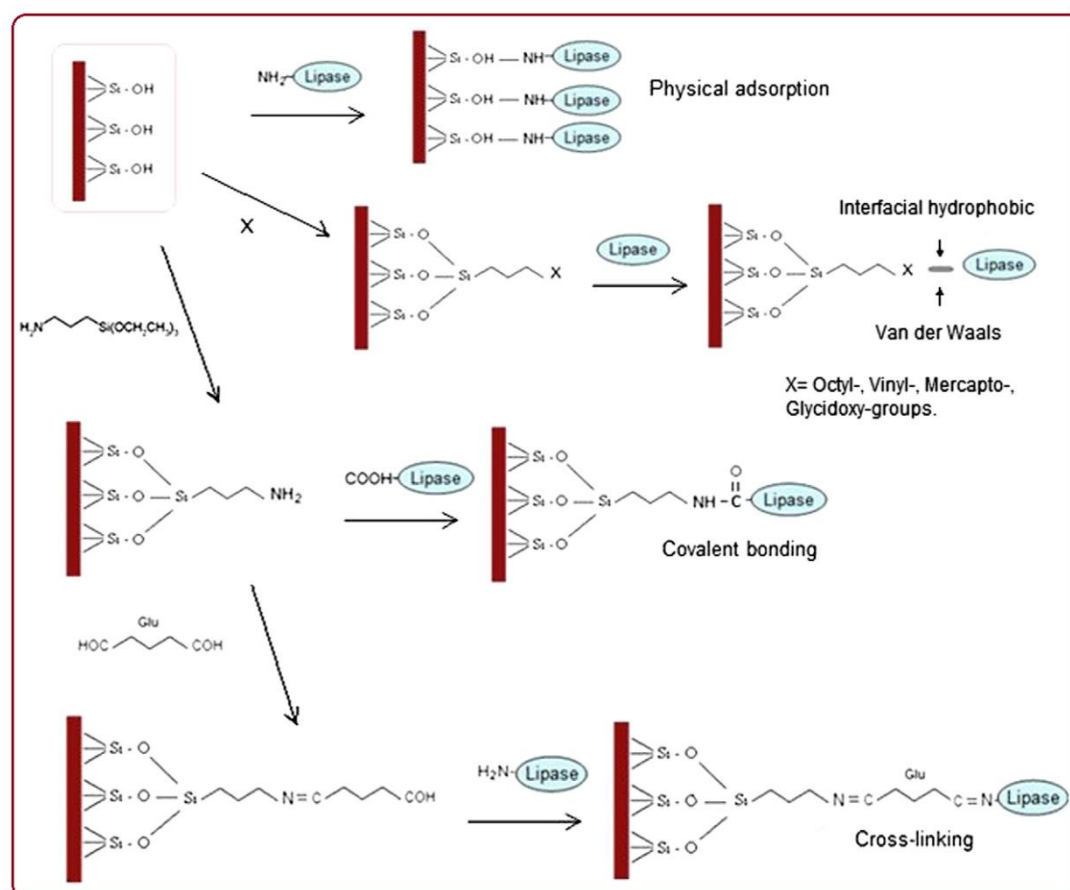 Si - OH
Si - OH
Si - OH
NH2-Lipase
Si - OH — NH-Lipase
Si - OH — NH-Lipase
Si - OH — NH-Lipase
Physical adsorption
X
Si - O
Si - O — Si X
Si - O
Lipase
Si - O
Si - O — Si X Lipase
Si - O
Interfacial hydrophobic
Van der Waals
X= Octyl-, Vinyl-, Mercapto-,
Glycidoxy-groups.
H2N Si(OCH2CH3)3
Si - O
Si - O — Si NH2
Si - O
COOH-Lipase
Si - O
Si - O — Si NH - C Lipase
O
Si - O
Covalent bonding
Glu
HOC COH
Si - O
Si - O — Si N = C COH
Si - O
H2N-Lipase
Si - O
Glu
Si - O — Si N = C C = N-Lipase
Si - O
Cross-linking